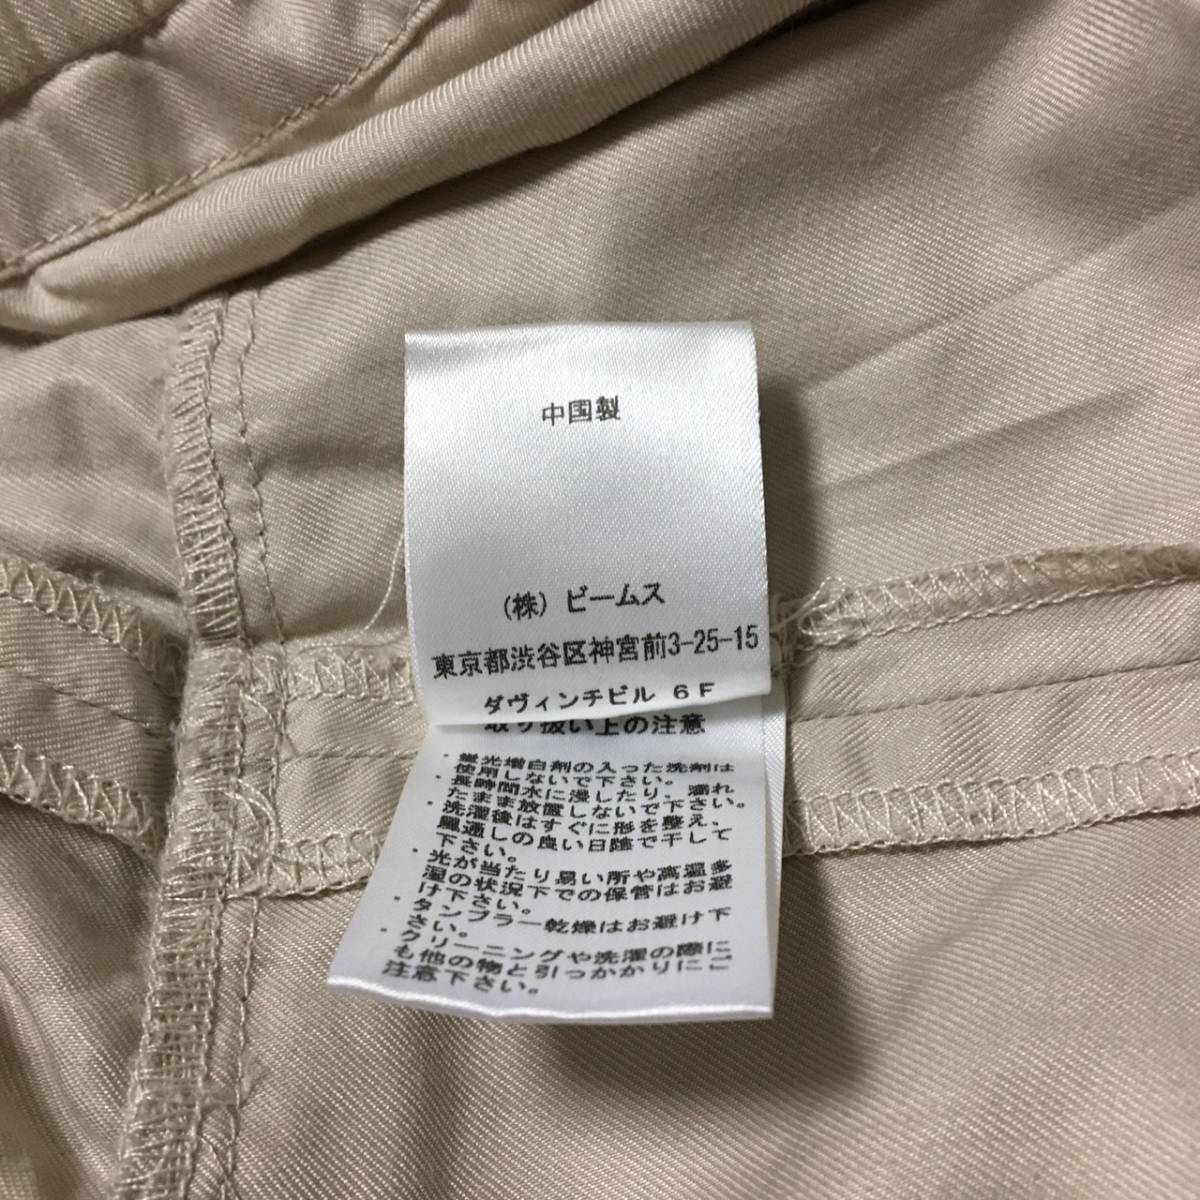 中国製
(株) ビームス
東京都渋谷区神宮前3-25-15
ダヴィンチビル 6F
取り扱い上の注意
・蛍光増白剤の入った洗剤は
使用しないで下さい。
・長時間水に浸したり、濡れ
たまま放置しないで下さい。
・洗濯後はすぐに形を整え、
風通しの良い日陰で干して
下さい。
・光が当たり易い所や高温多
湿の状況下での保管はお避
け下さい。
・タンブラー乾燥はお避け下
さい。
・クリーニングや洗濯の際に
も他の物と引っかかりにご
注意下さい。